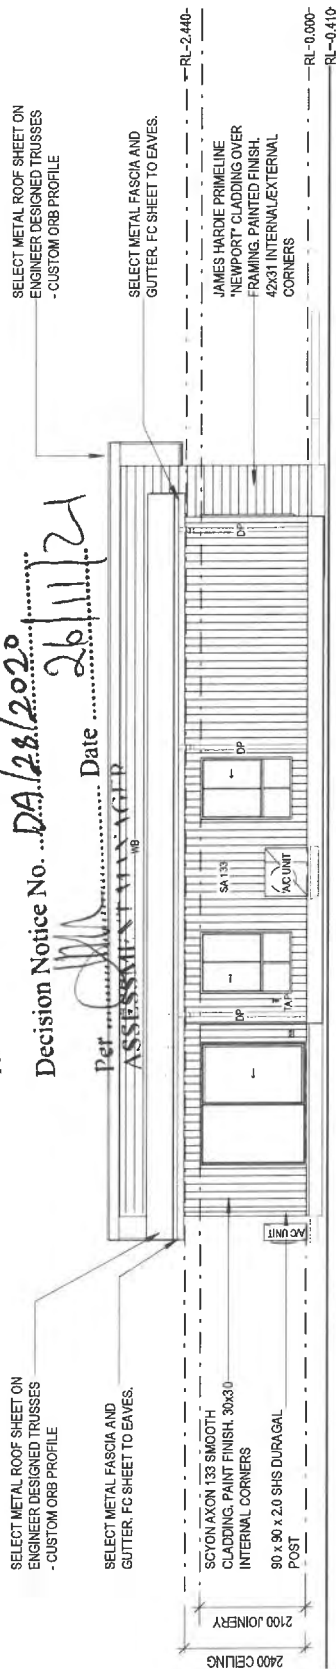 Decision Notice No. ... DA/28/2020
Per ........ Date ........ 26/11/21
ASSESSMENT MANAGER
SELECT METAL ROOF SHEET ON
ENGINEER DESIGNED TRUSSES
- CUSTOM ORB PROFILE
SELECT METAL FASCIA AND
GUTTER. FC SHEET TO EAVES.
SCYON AXON 133 SMOOTH
CLADDING. PAINT FINISH. 30x30
INTERNAL CORNERS
90 x 90 x 2.0 SHS DURAGAL
POST
2400 CEILING
2100 JOINERY
A/C UNIT
WB
DP
TAP
SA 133
A/C UNIT
DP
DP
SELECT METAL ROOF SHEET ON
ENGINEER DESIGNED TRUSSES
- CUSTOM ORB PROFILE
SELECT METAL FASCIA AND
GUTTER. FC SHEET TO EAVES.
JAMES HARDIE PRIMELINE
"NEWPORT" CLADDING OVER
FRAMING. PAINTED FINISH.
42x31 INTERNAL/EXTERNAL
CORNERS
RL-2.440
RL-0.000
RL--0.410